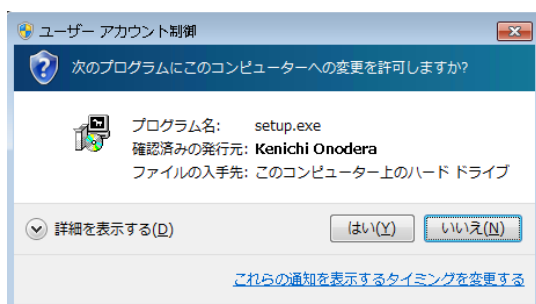 ユーザー アカウント制御
次のプログラムにこのコンピューターへの変更を許可しますか?
プログラム名: setup.exe
確認済みの発行元: Kenichi Onodera
ファイルの入手先: このコンピューター上のハード ドライブ
詳細を表示する(D)
はい(Y)
いいえ(N)
これらの通知を表示するタイミングを変更する